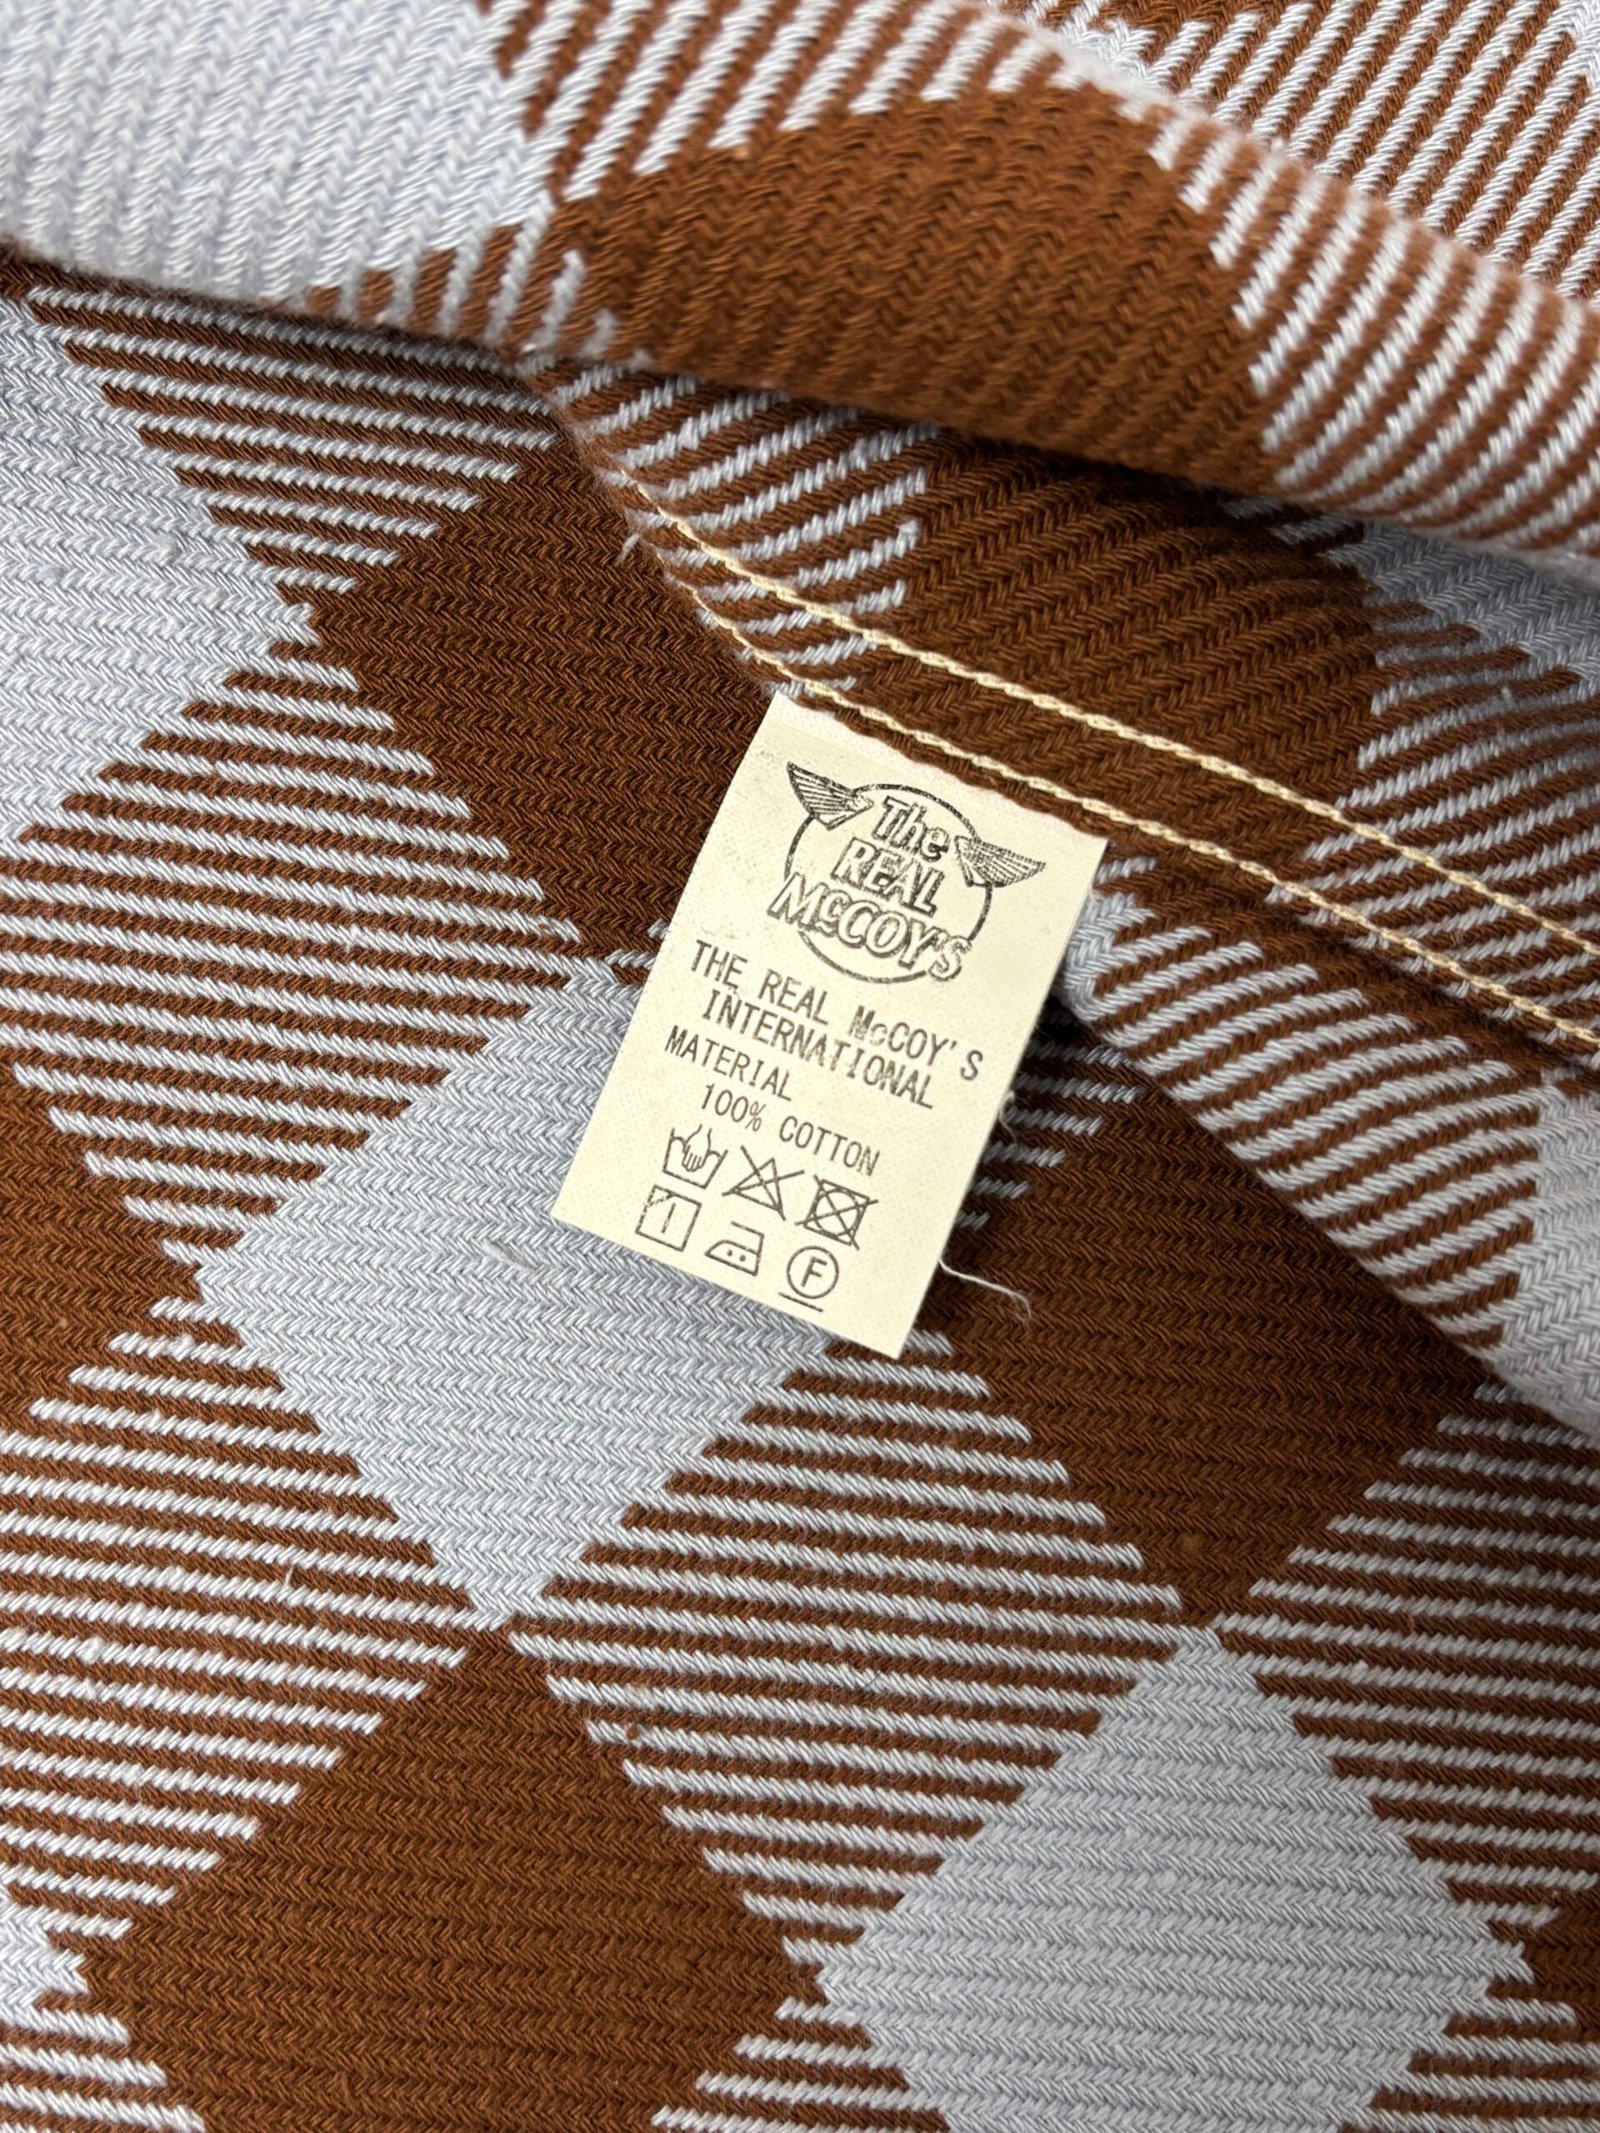 The
REAL
McCOY'S
THE REAL McCOY'S
INTERNATIONAL
MATERIAL
100% COTTON
F